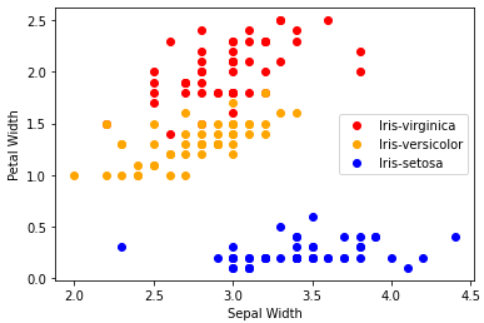 2.5
2.0
1.5
1.0
0.5
0.0
Petal Width
Iris-virginica
Iris-versicolor
Iris-setosa
2.0 2.5 3.0 3.5 4.0 4.5
Sepal Width